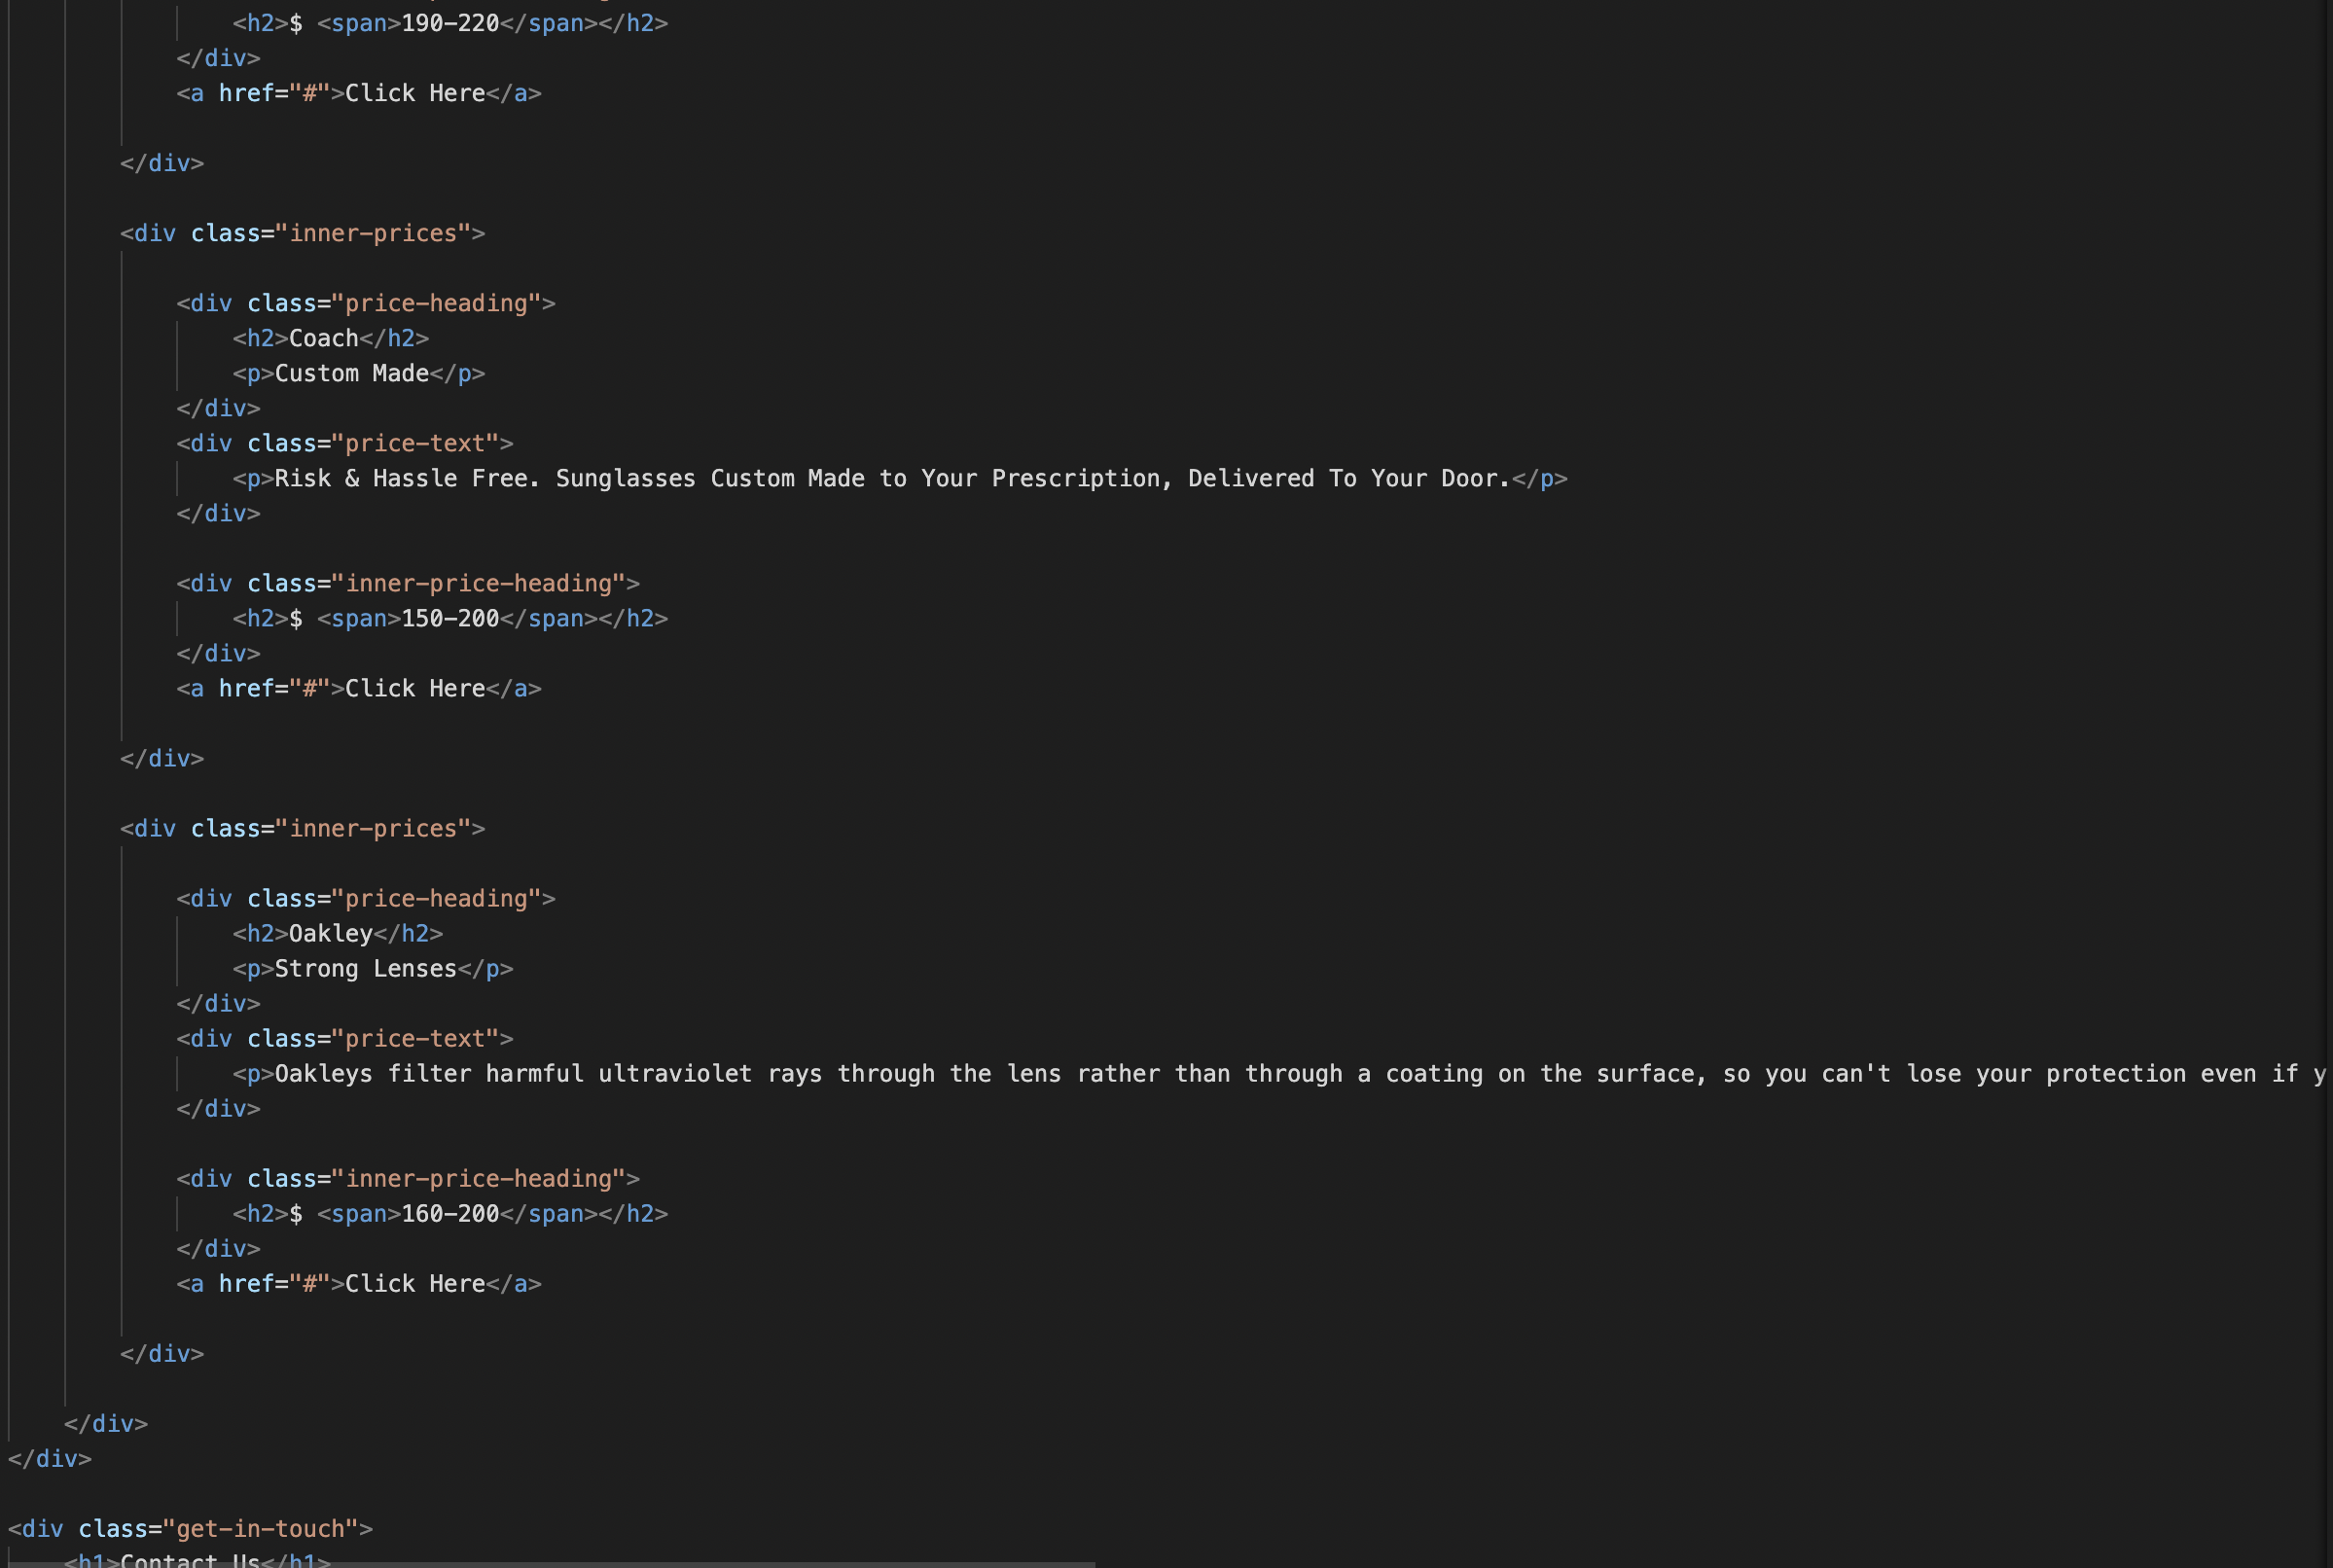 <h2>$ <span>190-220</span></h2>
</div>
<a href="#">Click Here</a>
</div>
<div class="inner-prices">
<div class="price-heading">
<h2>Coach</h2>
<p>Custom Made</p>
</div>
<div class="price-text">
<p>Risk & Hassle Free. Sunglasses Custom Made to Your Prescription, Delivered To Your Door.</p>
</div>
<div class="inner-price-heading">
<h2>$ <span>150-200</span></h2>
</div>
<a href="#">Click Here</a>
</div>
<div class="inner-prices">
<div class="price-heading">
<h2>Oakley</h2>
<p>Strong Lenses</p>
</div>
<div class="price-text">
<p>Oakleys filter harmful ultraviolet rays through the lens rather than through a coating on the surface, so you can't lose your protection even if y
</div>
<div class="inner-price-heading">
<h2>$ <span>160-200</span></h2>
</div>
<a href="#">Click Here</a>
</div>
</div>
</div>
<div class="get-in-touch">
<h1>Contact Us</h1>